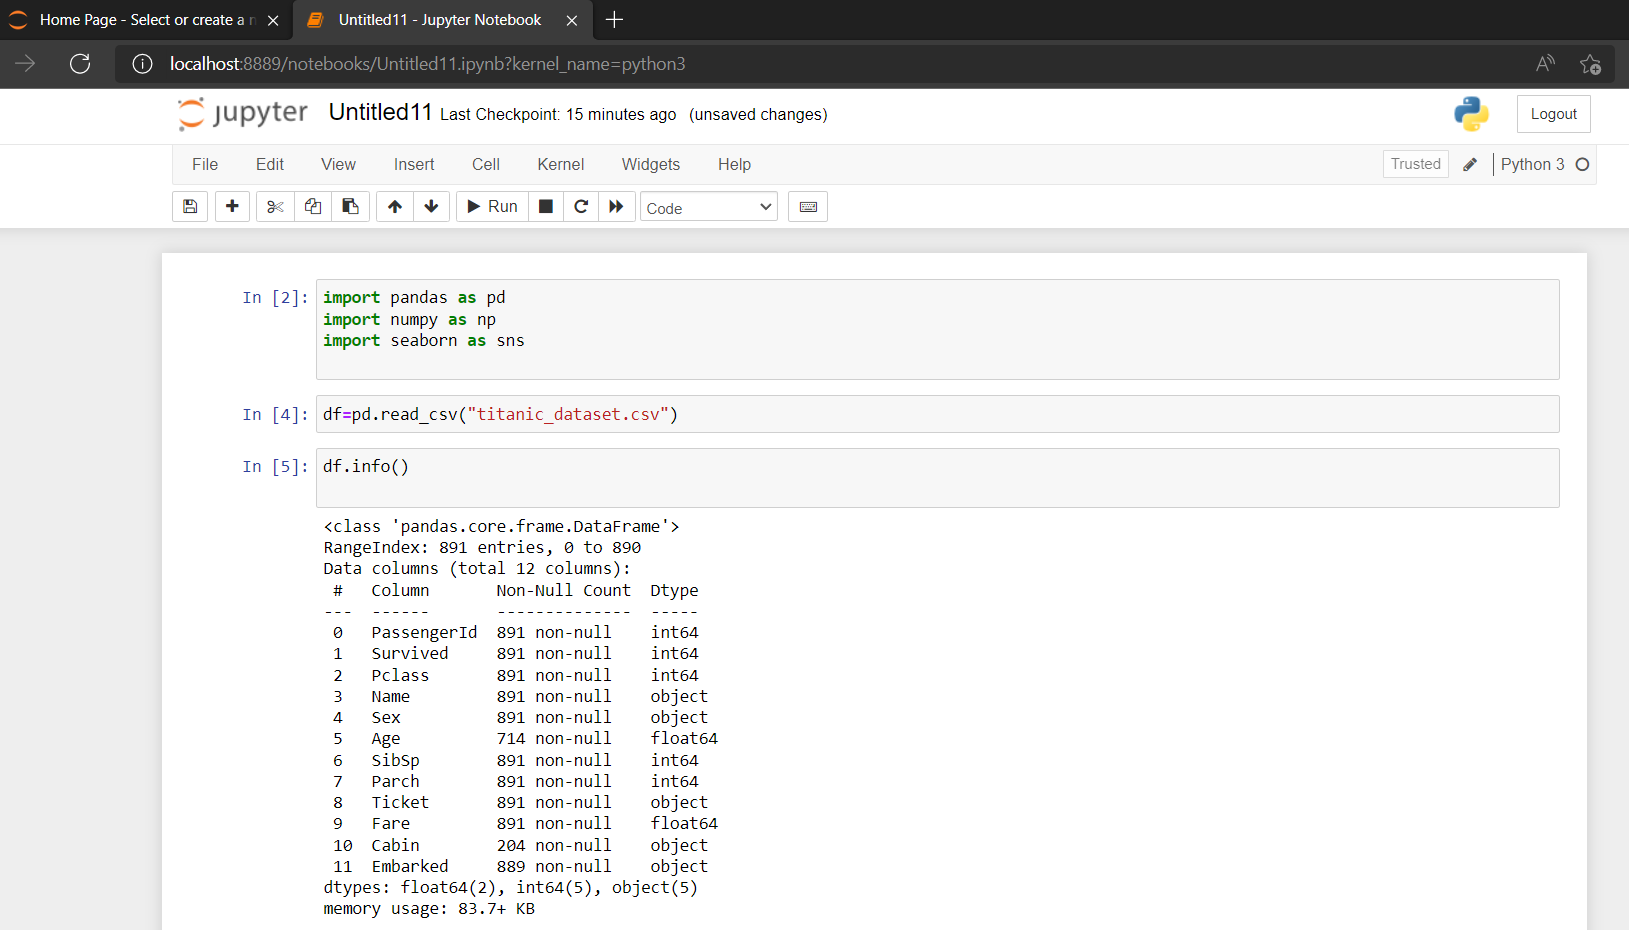 Home Page - Select or create a n
Untitled11 - Jupyter Notebook
localhost:8889/notebooks/Untitled11.ipynb?kernel_name=python3
jupyter Untitled11 Last Checkpoint: 15 minutes ago (unsaved changes)
Logout
File Edit View Insert Cell Kernel Widgets Help
Trusted
Python 3
Run
Code
In [2]: import pandas as pd
import numpy as np
import seaborn as sns
In [4]: df=pd.read_csv("titanic_dataset.csv")
In [5]: df.info()
<class 'pandas.core.frame.DataFrame'>
RangeIndex: 891 entries, 0 to 890
Data columns (total 12 columns):
 #   Column       Non-Null Count  Dtype
---  ------       --------------  -----
 0   PassengerId  891 non-null    int64
 1   Survived     891 non-null    int64
 2   Pclass       891 non-null    int64
 3   Name         891 non-null    object
 4   Sex          891 non-null    object
 5   Age          714 non-null    float64
 6   SibSp        891 non-null    int64
 7   Parch        891 non-null    int64
 8   Ticket       891 non-null    object
 9   Fare         891 non-null    float64
 10  Cabin        204 non-null    object
 11  Embarked     889 non-null    object
dtypes: float64(2), int64(5), object(5)
memory usage: 83.7+ KB